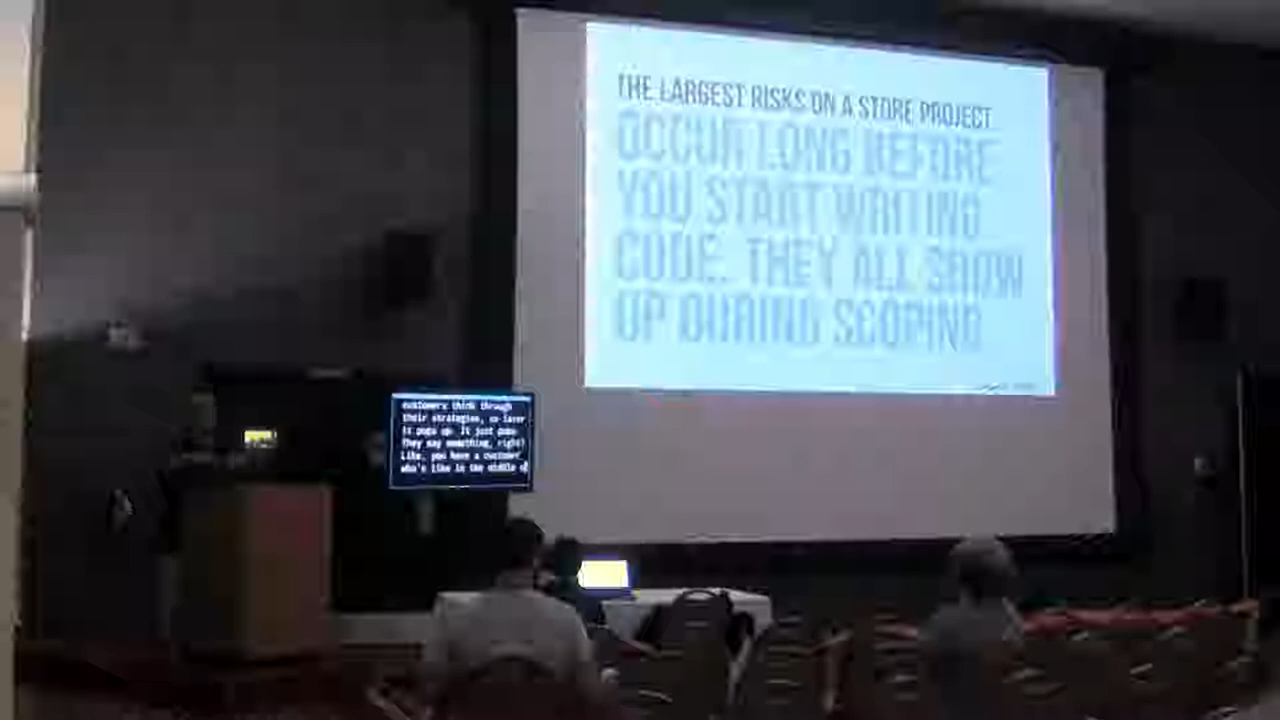 THE LARGEST RISKS ON A STORE PROJECT
OCCUR LONG BEFORE
YOU START WRITING
CODE. THEY ALL SHOW
UP DURING SCOPING
customers think through
their strategies, so later
it pops up. It just pops
They say something, right?
Like, you have a customer
who's like in the middle of